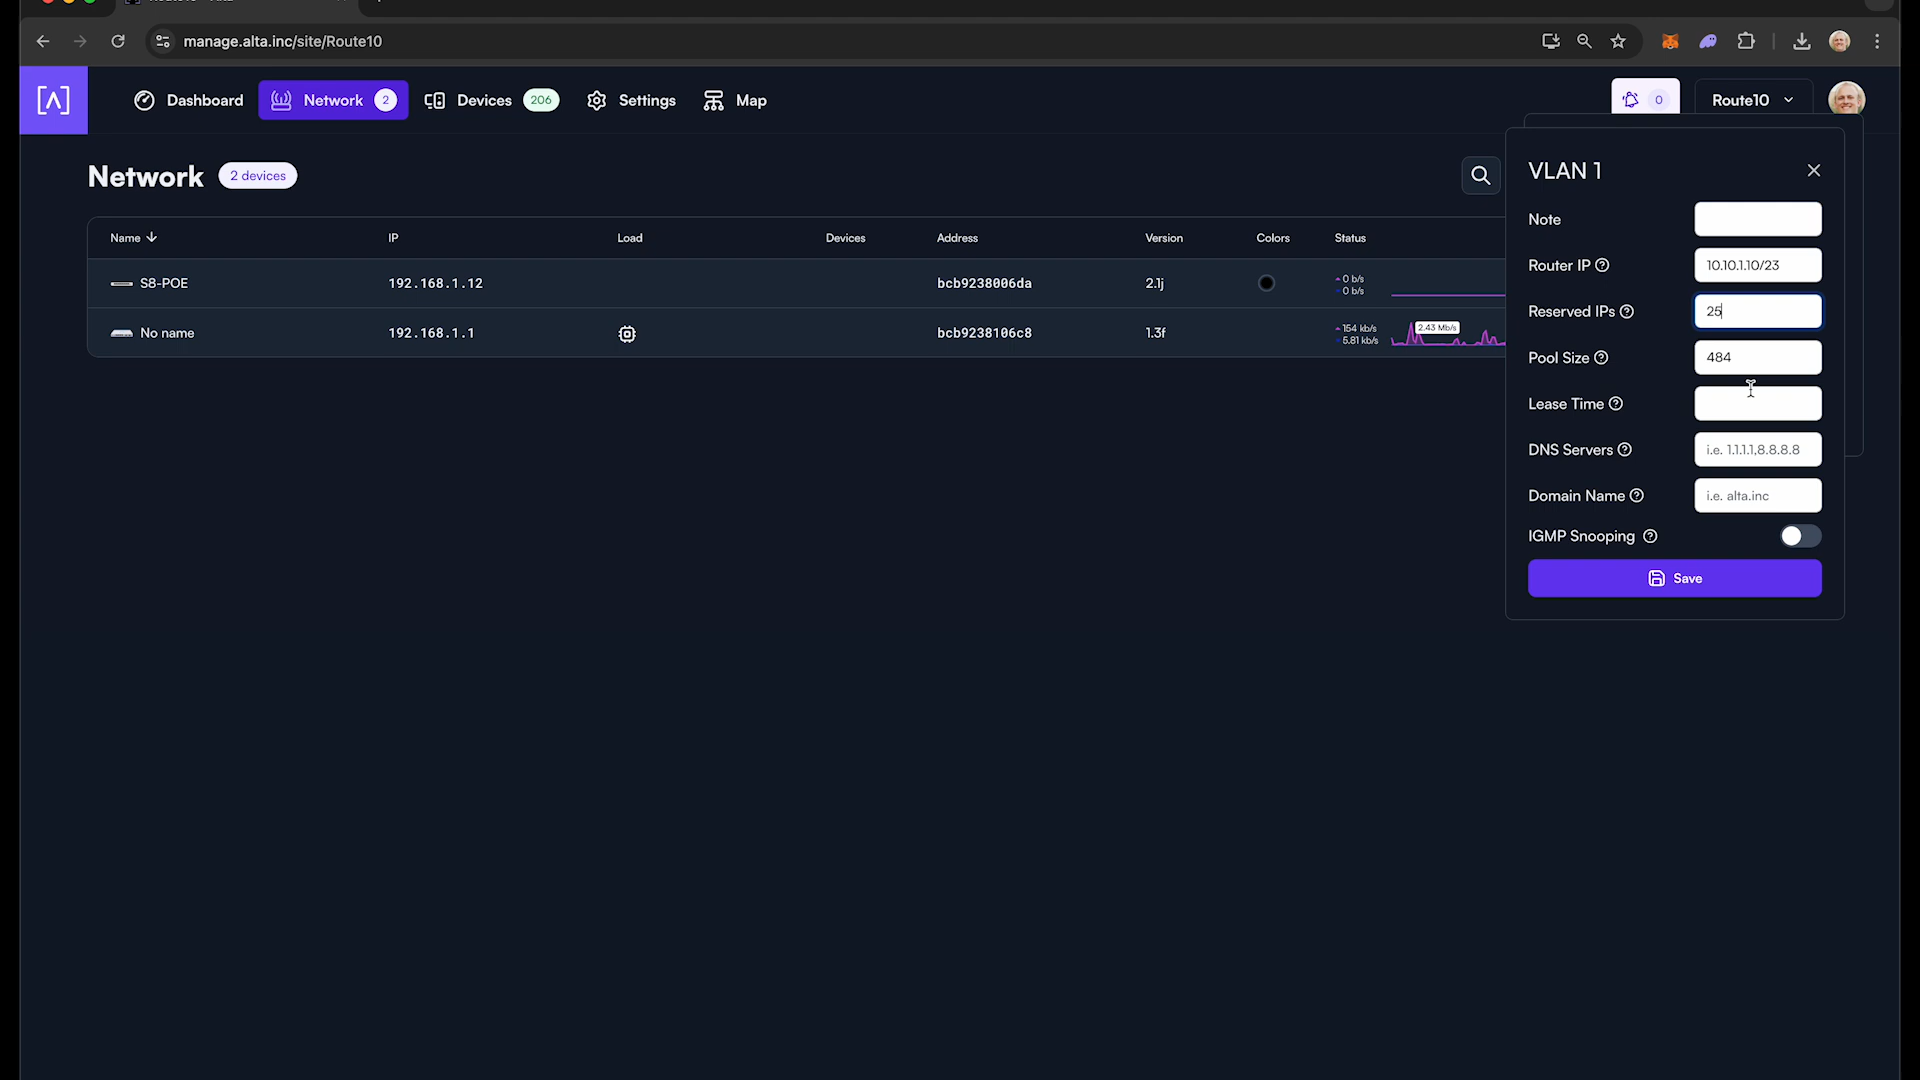 manage.alta.inc/site/Route10
Dashboard
Network 2
Devices 206
Settings
Map
0
Route10
Network
2 devices
Name
IP
Load
Devices
Address
Version
Colors
Status
S8-POE
192.168.1.12
bcb9238006da
2.1j
0 b/s
0 b/s
No name
192.168.1.1
bcb9238106c8
1.3f
154 kb/s
5.81 kb/s
2.43 Mb/s
VLAN 1
Note
Router IP
10.10.1.10/23
Reserved IPs
25
Pool Size
484
Lease Time
DNS Servers
i.e. 1.1.1.1,8.8.8.8
Domain Name
i.e. alta.inc
IGMP Snooping
Save